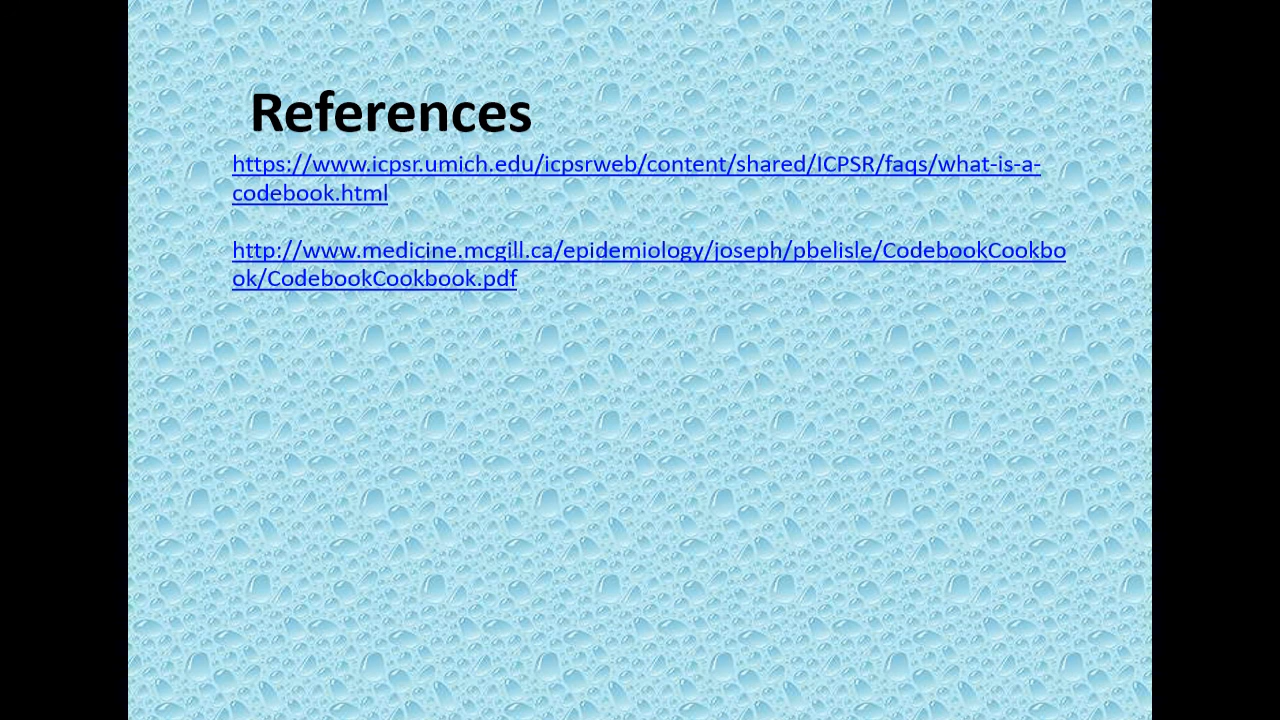 References
https://www.icpsr.umich.edu/icpsrweb/content/shared/ICPSR/faqs/what-is-a-
codebook.html
http://www.medicine.mcgill.ca/epidemiology/joseph/pbelisle/CodebookCookbo
ok/CodebookCookbook.pdf